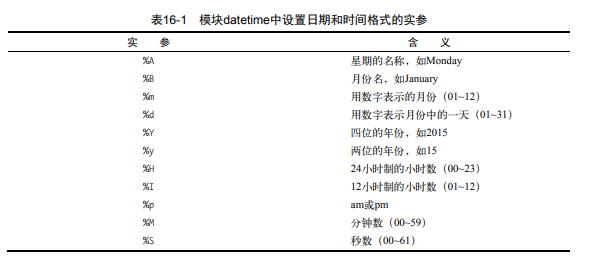 表16-1 模块datetime中设置日期和时间格式的实参
实 参 含 义
%A 星期的名称，如Monday
%B 月份名，如January
%m 用数字表示的月份（01~12）
%d 用数字表示月份中的一天（01~31）
%Y 四位的年份，如2015
%y 两位的年份，如15
%H 24小时制的小时数（00~23）
%I 12小时制的小时数（01~12）
%p am或pm
%M 分钟数（00~59）
%S 秒数（00~61）